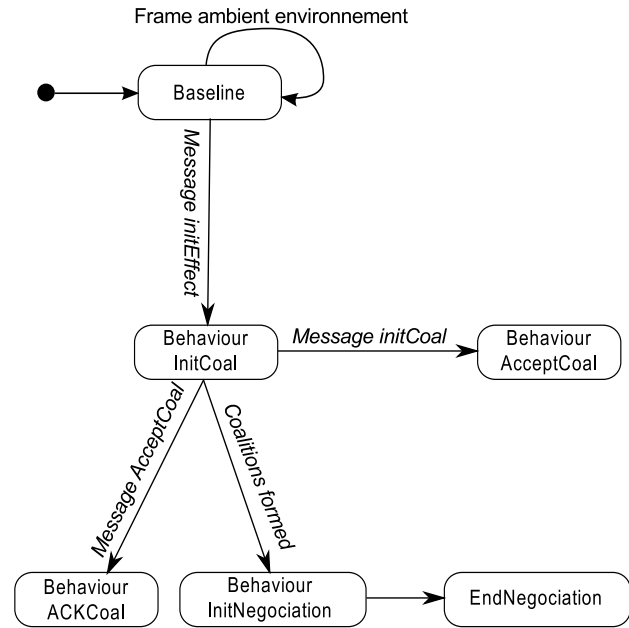 Frame ambient environnement
Baseline
Message initEffect
Behaviour
InitCoal
Message initCoal
Behaviour
AcceptCoal
Message AcceptCoal
Coalitions formed
Behaviour
ACKCoal
Behaviour
InitNegociation
EndNegociation